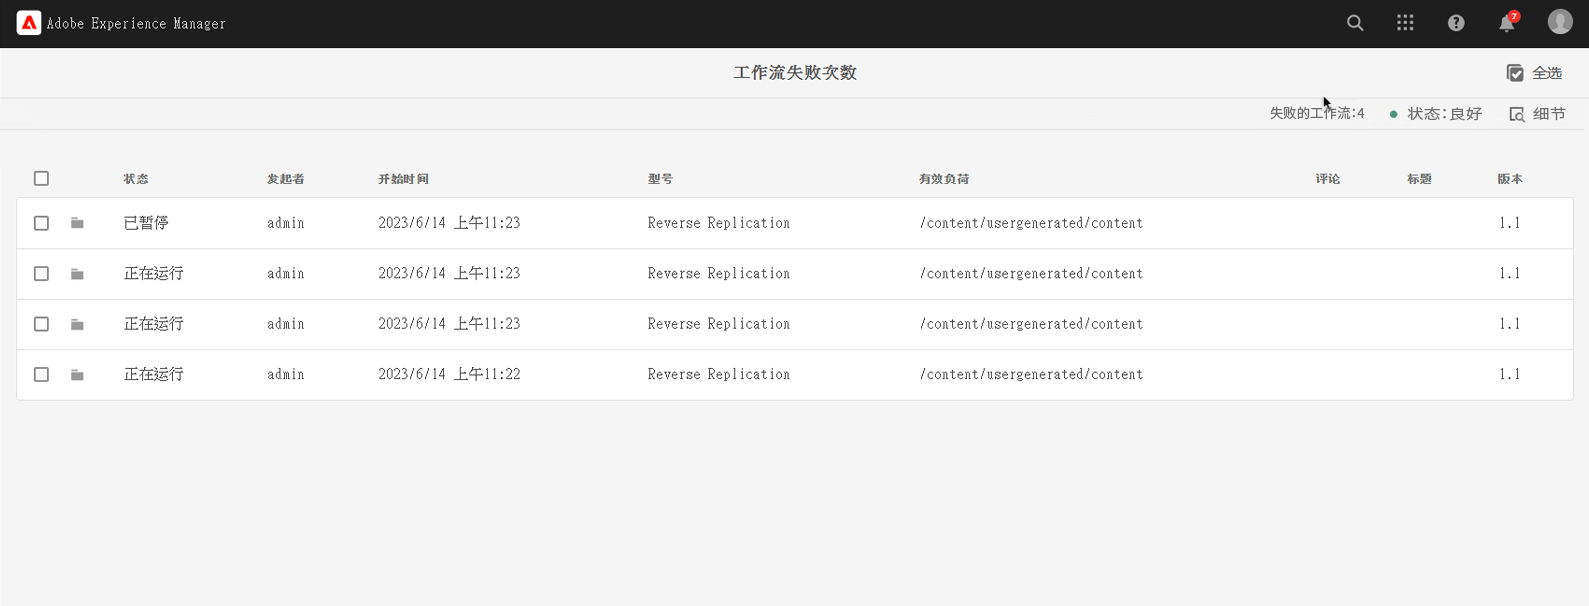 Adobe Experience Manager
7
工作流失败次数
全选
失败的工作流:4
状态:良好
细节
状态 发起者 开始时间 型号 有效负荷 评论 标题 版本
已暂停 admin 2023/6/14 上午11:23 Reverse Replication /content/usergenerated/content 1.1
正在运行 admin 2023/6/14 上午11:23 Reverse Replication /content/usergenerated/content 1.1
正在运行 admin 2023/6/14 上午11:23 Reverse Replication /content/usergenerated/content 1.1
正在运行 admin 2023/6/14 上午11:22 Reverse Replication /content/usergenerated/content 1.1